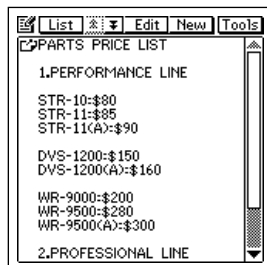 List Edit New Tools
PARTS PRICE LIST
1.PERFORMANCE LINE
STR-10=$80
STR-11=$85
STR-11(A)=$90
DVS-1200=$150
DVS-1200(A)=$160
WR-9000=$200
WR-9500=$280
WR-9500(A)=$300
2.PROFESSIONAL LINE